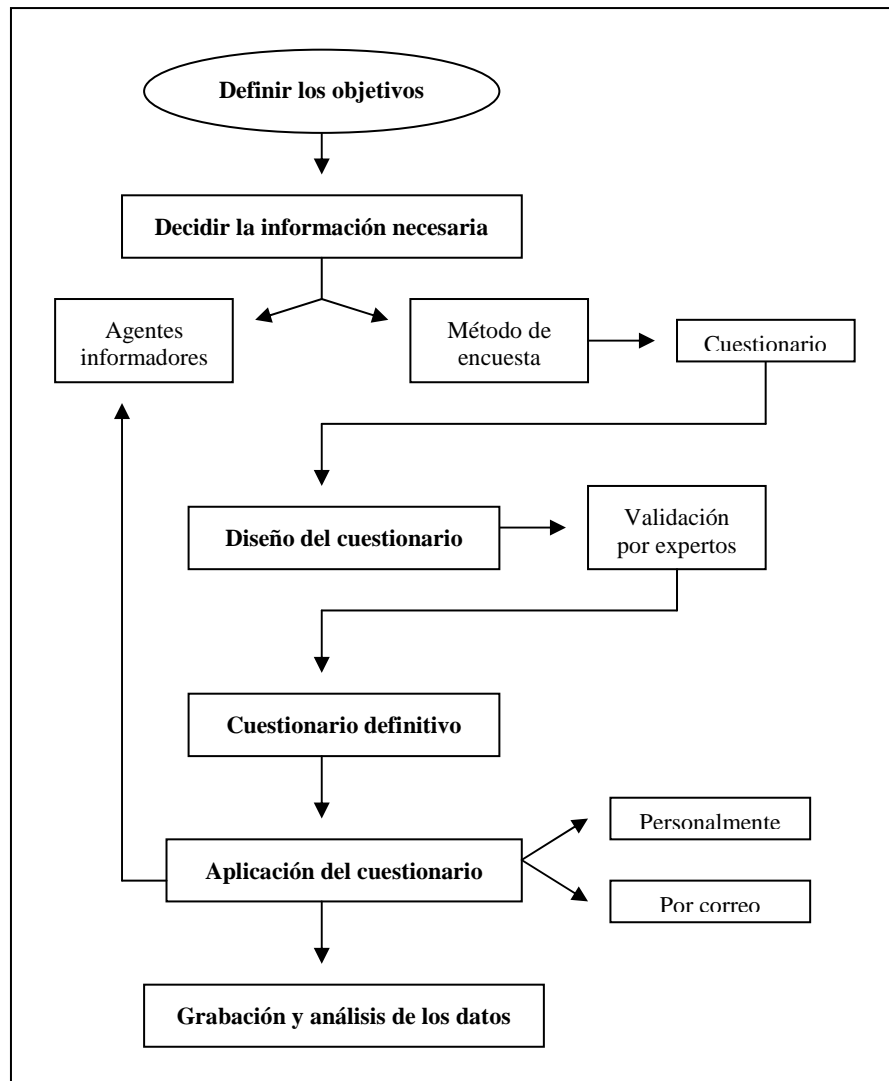 Definir los objetivos
Decidir la información necesaria
Agentes
informadores
Método de
encuesta
Cuestionario
Diseño del cuestionario
Validación
por expertos
Cuestionario definitivo
Personalmente
Aplicación del cuestionario
Por correo
Grabación y análisis de los datos